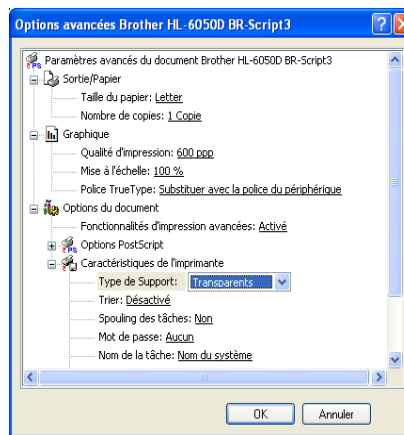 Options avancées Brother HL-6050D BR-Script3
Paramètres avancés du document Brother HL-6050D BR-Script3
Sortie/Papier
Taille du papier: Letter
Nombre de copies: 1 Copie
Graphique
Qualité d'impression: 600 ppp
Mise à l'échelle: 100 %
Police TrueType: Substituer avec la police du périphérique
Options du document
Fonctionnalités d'impression avancées: Activé
Options PostScript
Caractéristiques de l'imprimante
Type de Support: Transparents
Trier: Désactivé
Spouling des tâches: Non
Mot de passe: Aucun
Nom de la tâche: Nom du système
OK Annuler